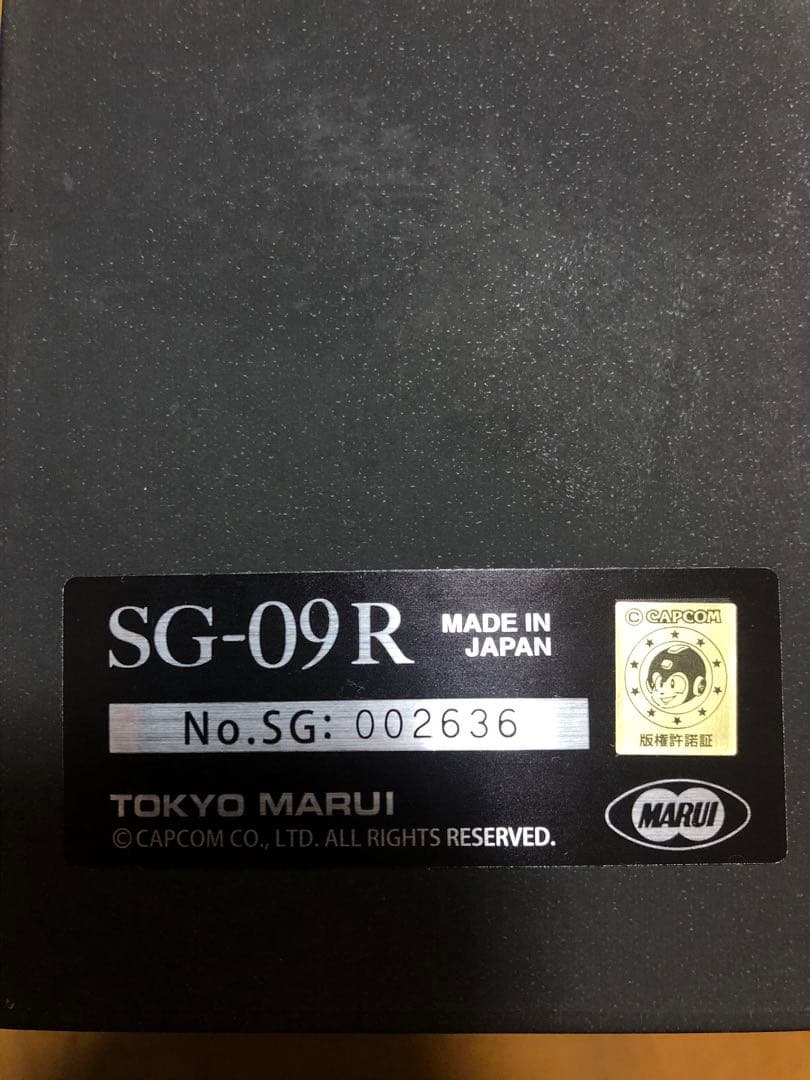 SG-09 R
MADE IN
JAPAN
© CAPCOM
版権許諾証
No.SG: 002636
TOKYO MARUI
© CAPCOM CO., LTD. ALL RIGHTS RESERVED.
MARUI